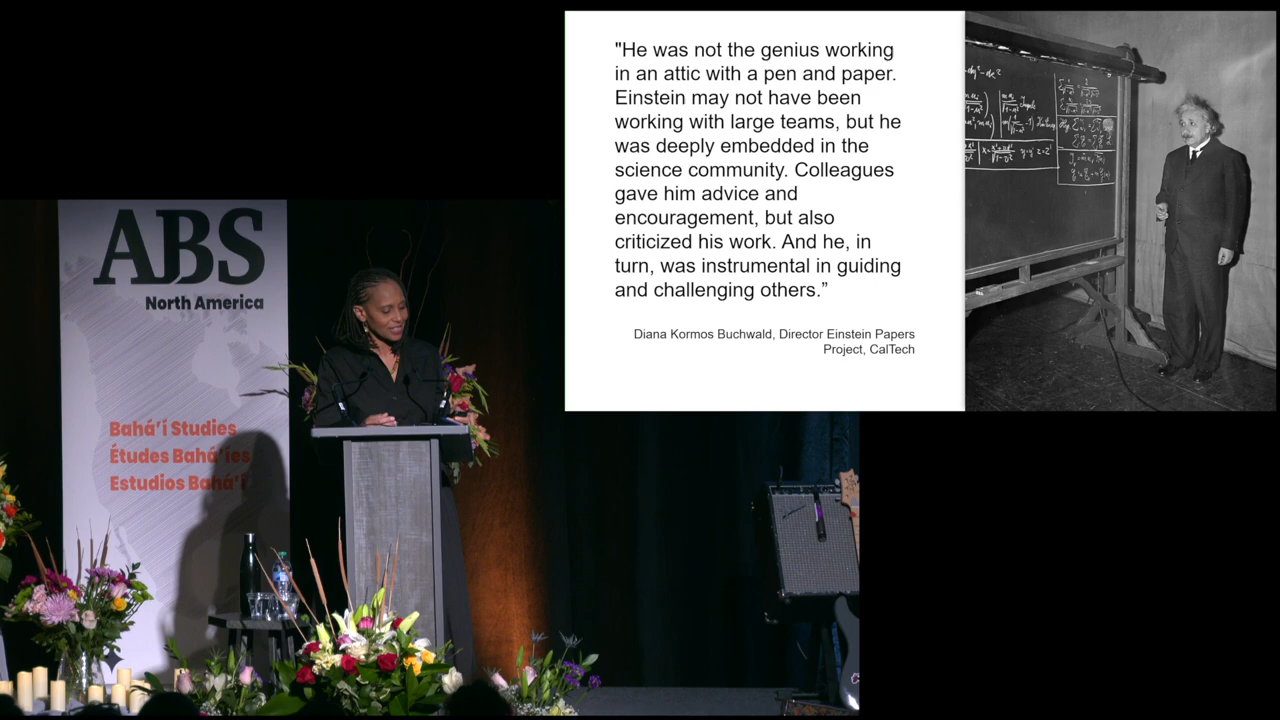 "He was not the genius working
in an attic with a pen and paper.
Einstein may not have been
working with large teams, but he
was deeply embedded in the
science community. Colleagues
gave him advice and
encouragement, but also
criticized his work. And he, in
turn, was instrumental in guiding
and challenging others.”
Diana Kormos Buchwald, Director Einstein Papers
Project, CalTech
ABS
North America
Bahá’í Studies
Études Bahá’íes
Estudios Bahá’í